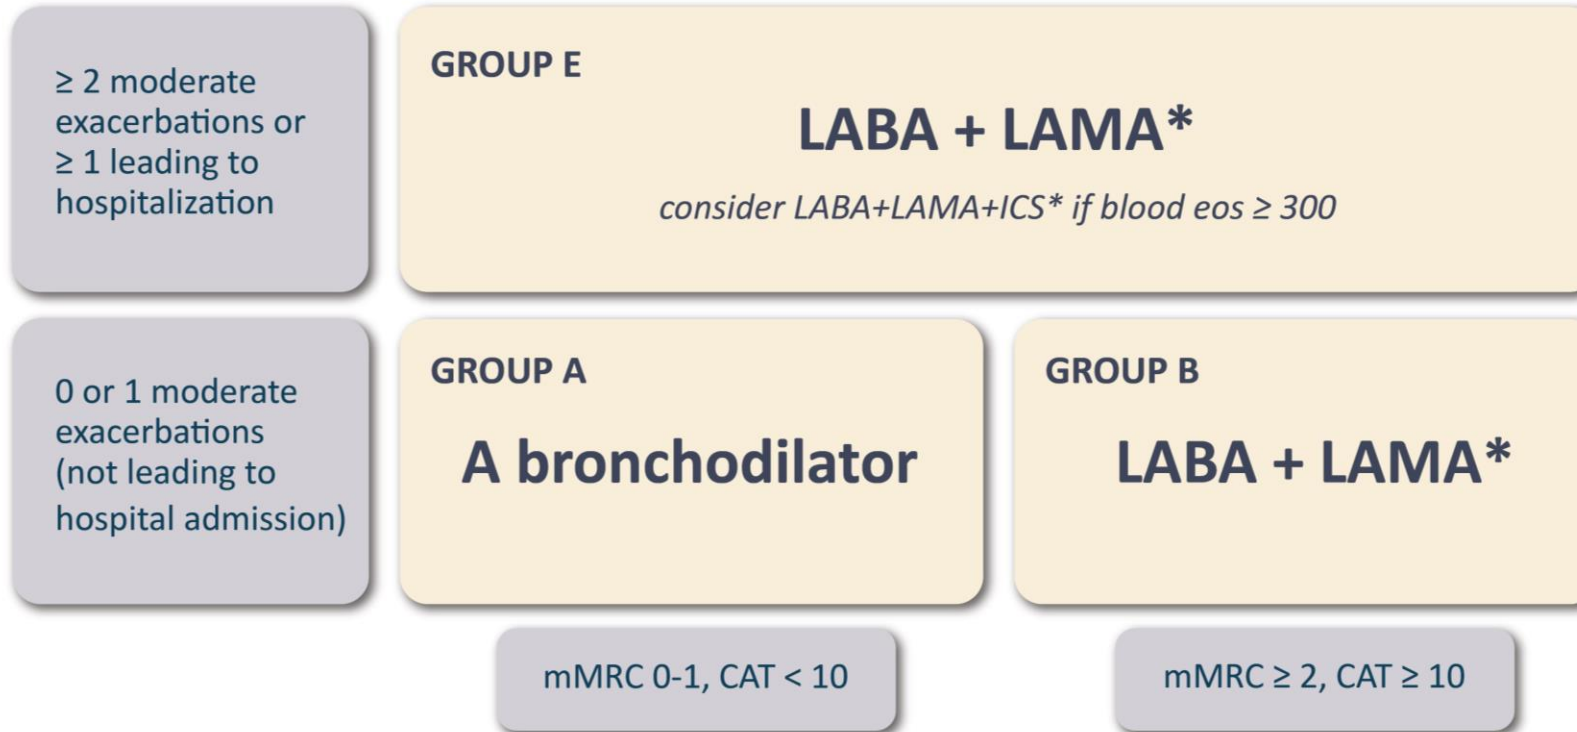 ≥ 2 moderate
exacerbations or
≥ 1 leading to
hospitalization
GROUP E
LABA + LAMA*
consider LABA+LAMA+ICS* if blood eos ≥ 300
0 or 1 moderate
exacerbations
(not leading to
hospital admission)
GROUP A
A bronchodilator
GROUP B
LABA + LAMA*
mMRC 0-1, CAT < 10
mMRC ≥ 2, CAT ≥ 10